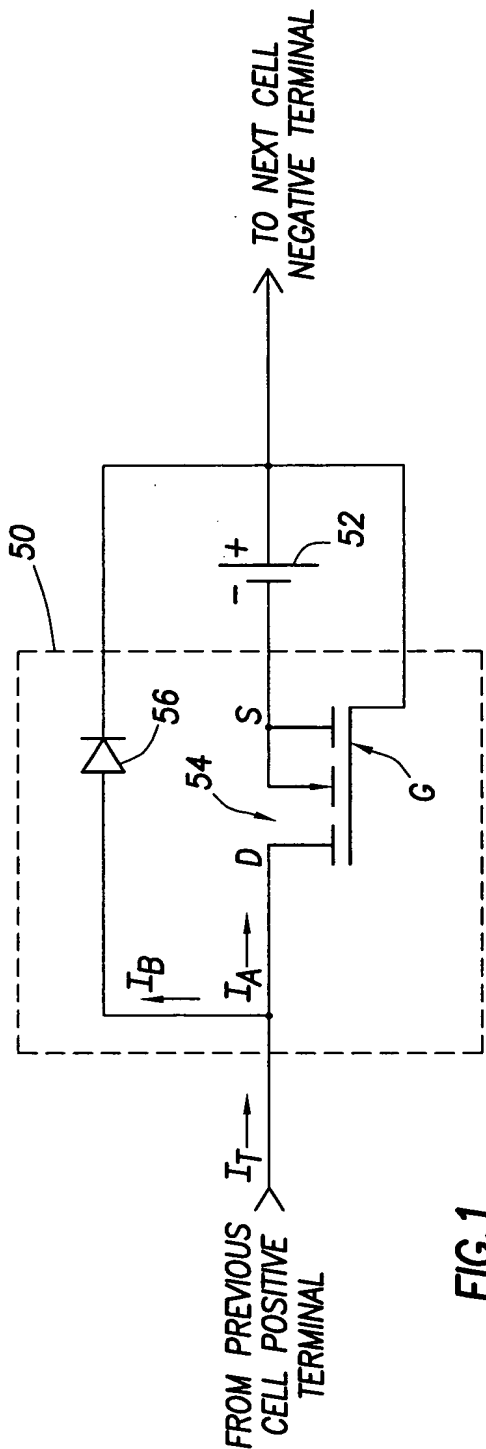 50
TO NEXT CELL
NEGATIVE TERMINAL
56
+
-
52
S
54
D
G
I_B
I_A
I_T
FROM PREVIOUS
CELL POSITIVE
TERMINAL
FIG.1